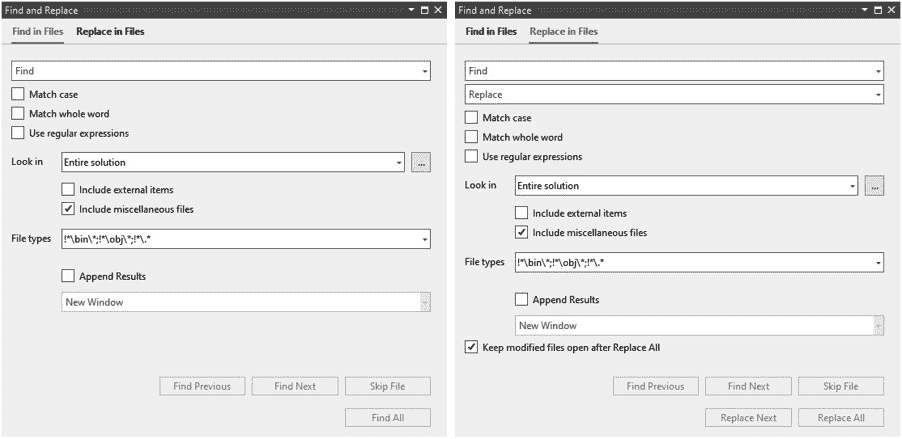 Find and Replace
Find in Files Replace in Files
Find
Match case
Match whole word
Use regular expressions
Look in Entire solution ...
Include external items
Include miscellaneous files
File types !*\bin\*;!*\obj\*;!*\.*
Append Results
New Window
Find Previous Find Next Skip File
Find All
Find and Replace
Find in Files Replace in Files
Find
Replace
Match case
Match whole word
Use regular expressions
Look in Entire solution ...
Include external items
Include miscellaneous files
File types !*\bin\*;!*\obj\*;!*\.*
Append Results
New Window
Keep modified files open after Replace All
Find Previous Find Next Skip File
Replace Next Replace All